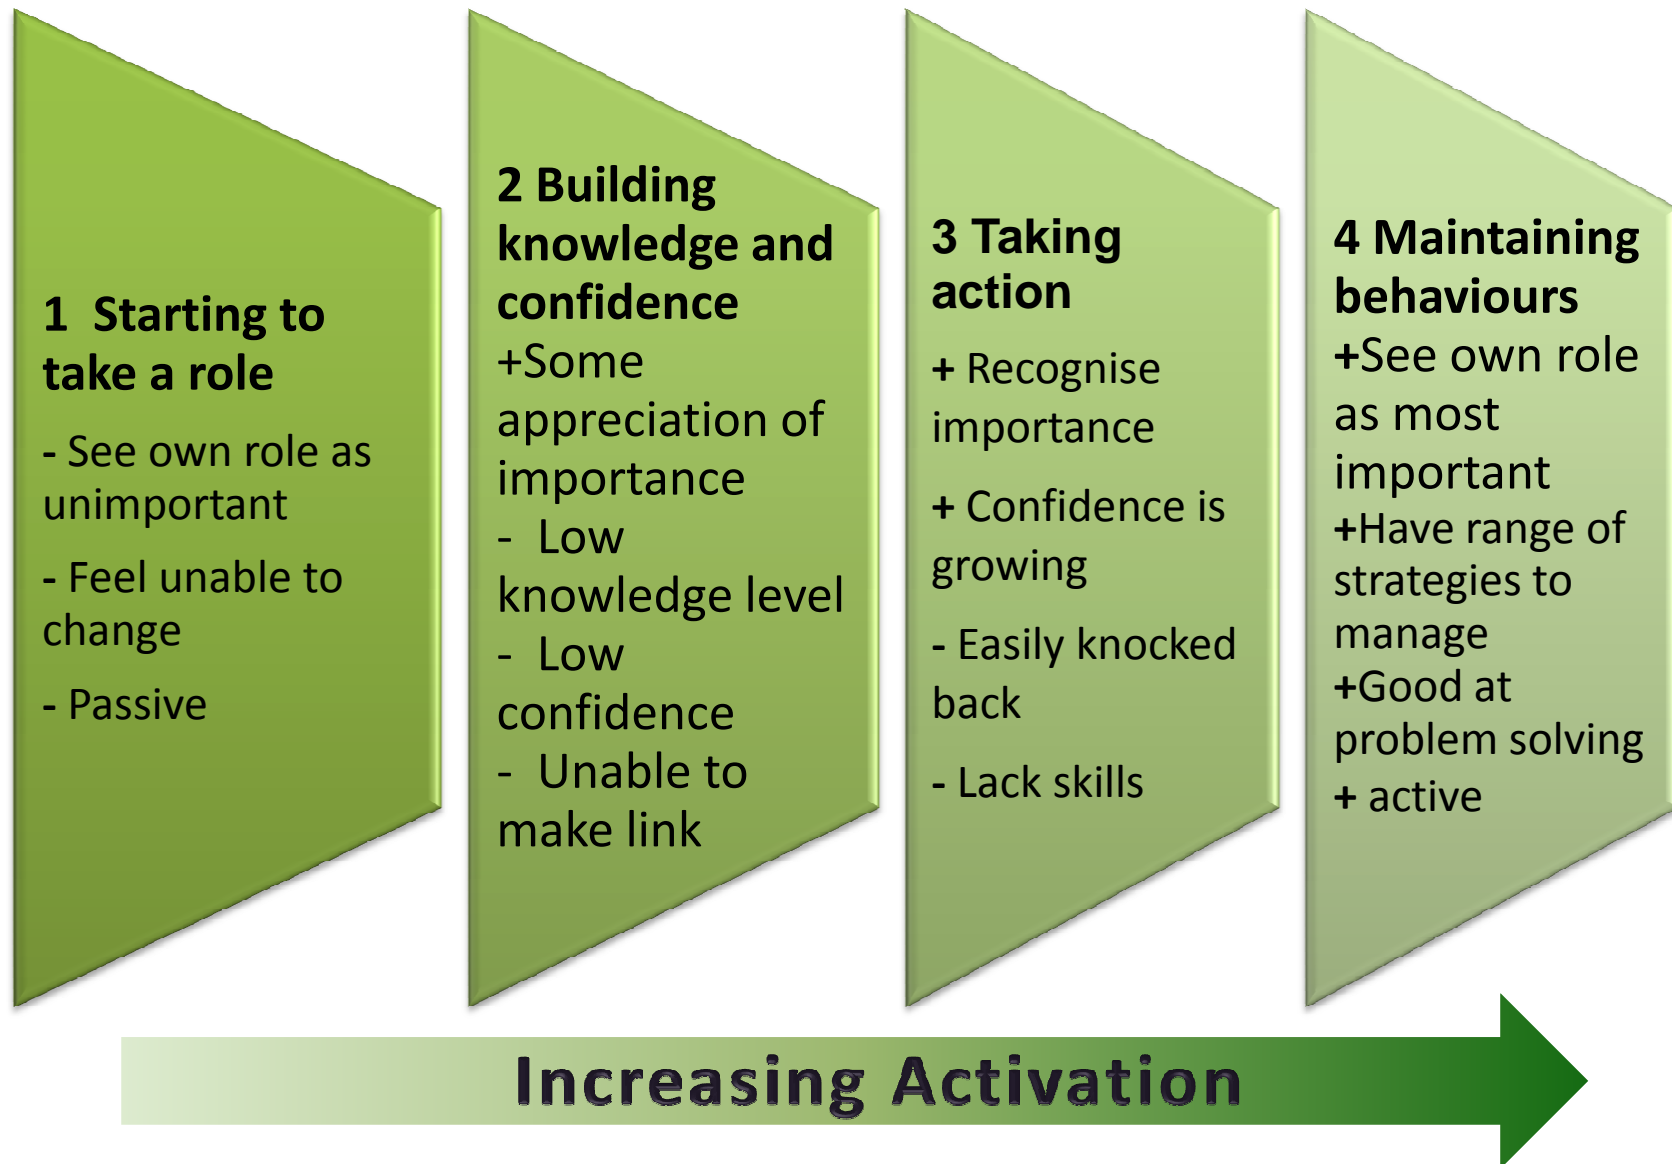 1  Starting to
take a role
- See own role as
unimportant
- Feel unable to
change
- Passive
2 Building
knowledge and
confidence
+Some
appreciation of
importance
-  Low
knowledge level
-  Low
confidence
-  Unable to
make link
3 Taking
action
+ Recognise
importance
+ Confidence is
growing
- Easily knocked
back
- Lack skills
4 Maintaining
behaviours
+See own role
as most
important
+Have range of
strategies to
manage
+Good at
problem solving
+ active
Increasing Activation